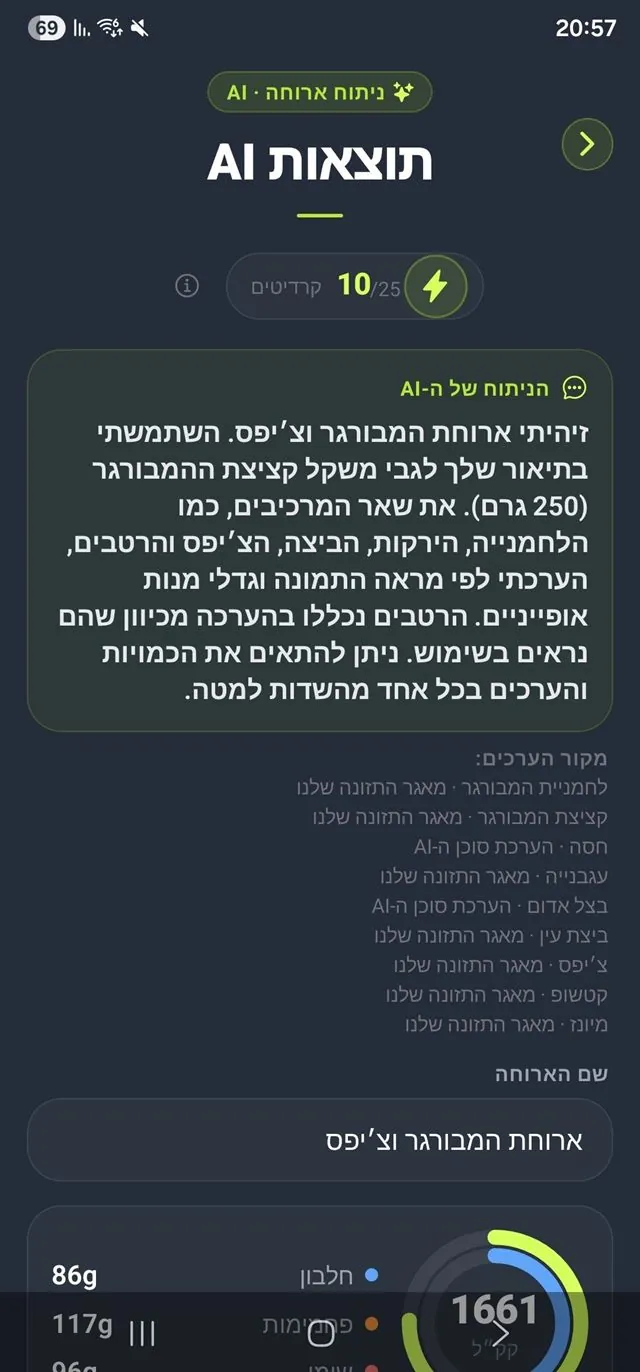 20:57
69
ניתוח ארוחה · AI
תוצאות AI
10/25 קרדיטים
הניתוח של ה-AI
זיהיתי ארוחת המבורגר וצ׳יפס. השתמשתי
בתיאור שלך לגבי משקל קציצת ההמבורגר
(250 גרם). את שאר המרכיבים, כמו
הלחמנייה, הירקות, הביצה, הצ׳יפס והרטבים,
הערכתי לפי מראה התמונה וגדלי מנות
אופייניים. הרטבים נכללו בהערכה מכיוון שהם
נראים בשימוש. ניתן להתאים את הכמויות
והערכים בכל אחד מהשדות למטה.
מקור הערכים:
לחמניית המבורגר · מאגר התזונה שלנו
קציצת המבורגר · מאגר התזונה שלנו
חסה · הערכת סוכן ה-AI
עגבנייה · מאגר התזונה שלנו
בצל אדום · הערכת סוכן ה-AI
ביצת עין · מאגר התזונה שלנו
צ׳יפס · מאגר התזונה שלנו
קטשופ · מאגר התזונה שלנו
מיונז · מאגר התזונה שלנו
שם הארוחה
ארוחת המבורגר וצ׳יפס
1661
קק״ל
חלבון 86g
פחמימות 117g
שומן 96g